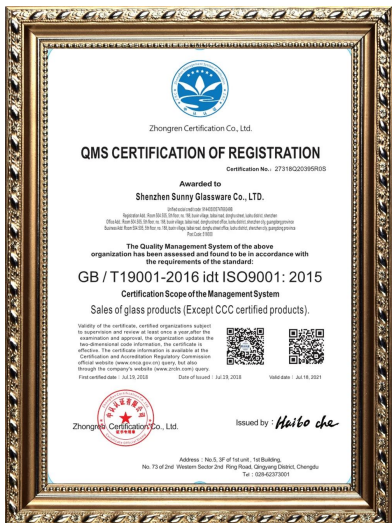 Zhongren Certification Co., Ltd.
QMS CERTIFICATION OF REGISTRATION
Certification No.: 27318Q20395R0S
Awarded to
Shenzhen Sunny Glassware Co., LTD.
The Quality Management System of the above
organization has been assessed and found to be in accordance with
the requirements of the standard:
GB / T19001-2016 idt ISO9001: 2015
Certification Scope of the Management System
Sales of glass products (Except CCC certified products).
Validity of the certificate, certified organizations subject
to supervision and review at least once a year,after the
examination and approval, the organization updates the
two-dimensional code information, the certificate is
effective. The certificate information is available at the
Certification and Accreditation Regulatory Commission
official website (www.cnca.gov.cn) query, but also
through the company's website (www.zrcln.com) query.
First certified date : Jul.19, 2018 Date of Issued : Jul.19, 2018 Valid date : Jul.18, 2021
Zhongren Certification Co., Ltd.
Issued by : Haibo che
Address : No.5, 3F of 1st unit , 1st Building,
No. 73 of 2nd Western Sector 2nd Ring Road, Qingyang District, Chengdu
Tel : 028-62373001